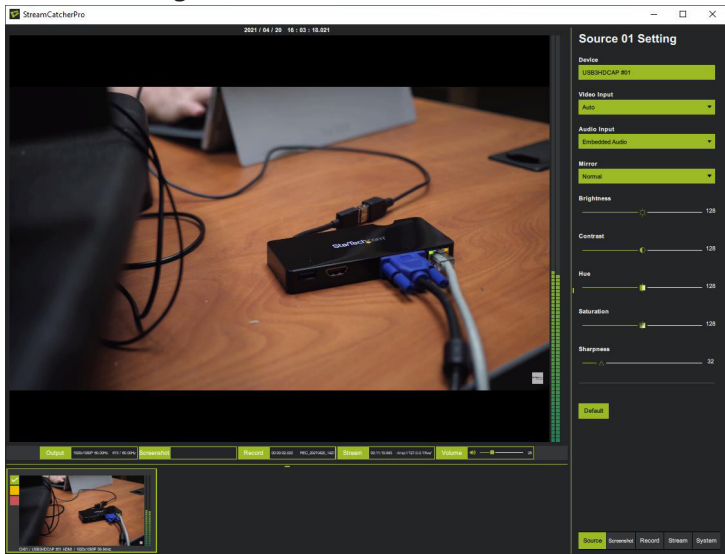 StreamCatcherPro
2021 / 04 / 20 16 : 03 : 18.021
StarTech.com
Source 01 Setting
Device
USB3HDCAP #01
Video Input
Auto
Audio Input
Embedded Audio
Mirror
Normal
Brightness
128
Contrast
128
Hue
128
Saturation
128
Sharpness
32
Default
Output
Screenshot
Record
Stream
Volume
Source Screenshot Record Stream System